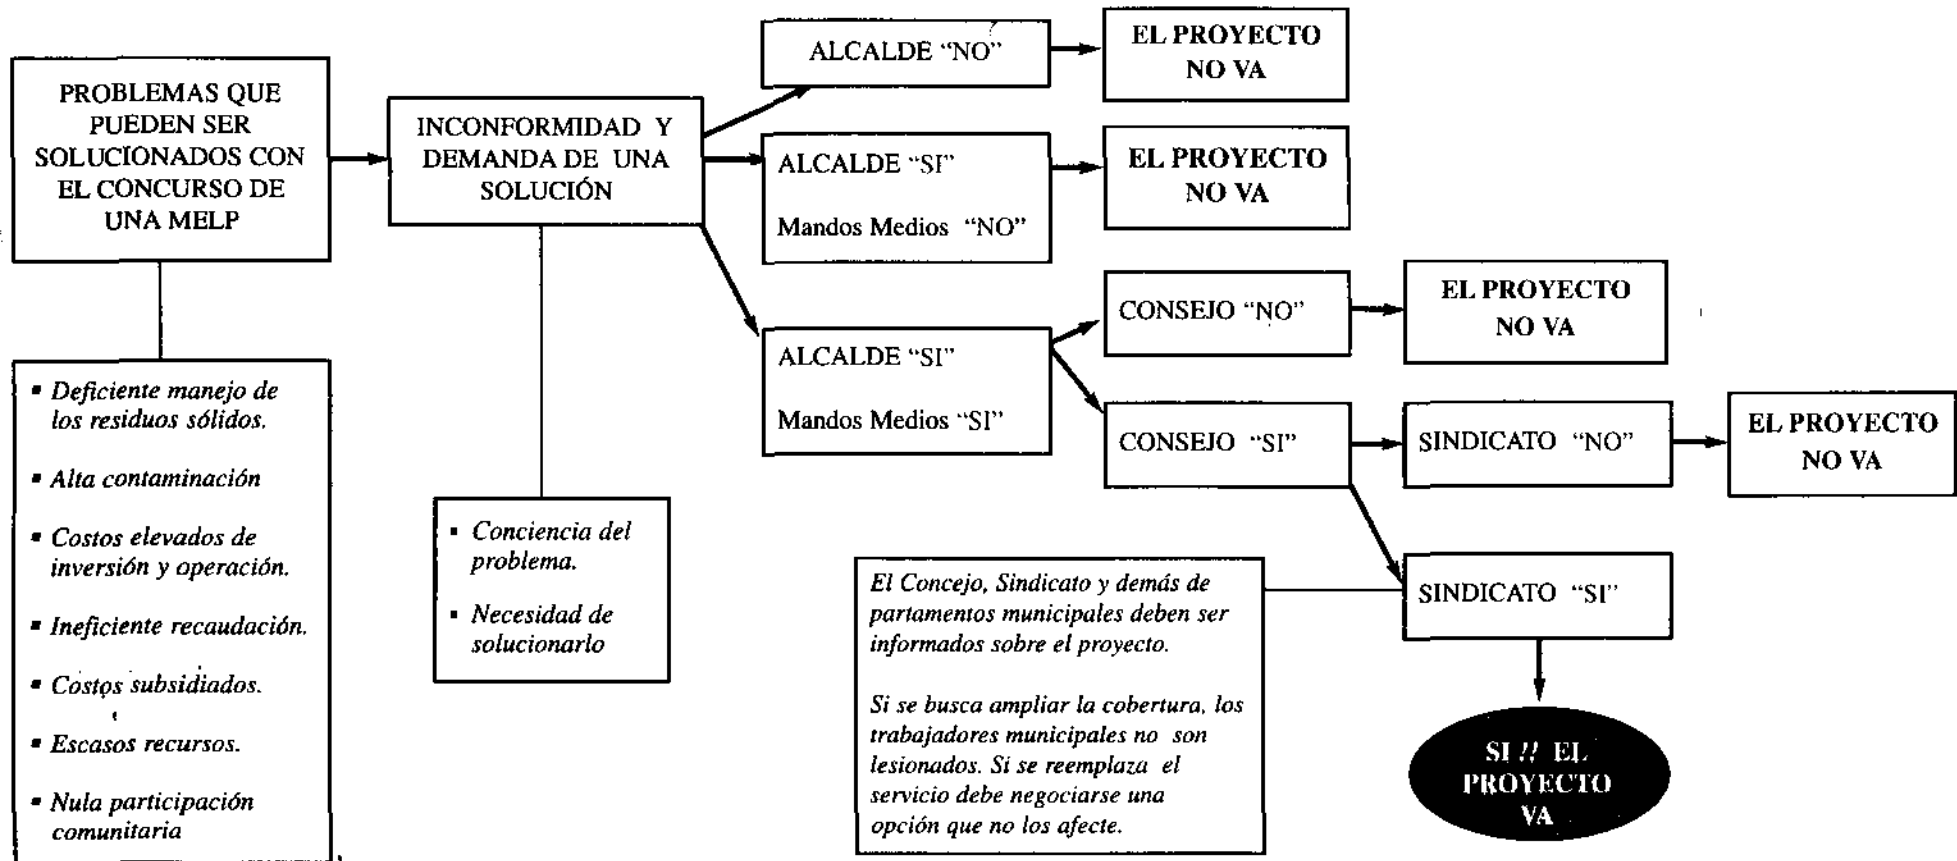 PROBLEMAS QUE
PUEDEN SER
SOLUCIONADOS CON
EL CONCURSO DE
UNA MELP
▪ Deficiente manejo de
los residuos sólidos.
▪ Alta contaminación
▪ Costos elevados de
inversión y operación.
▪ Ineficiente recaudación.
▪ Costos subsidiados.
▪ Escasos recursos.
▪ Nula participación
comunitaria
INCONFORMIDAD Y
DEMANDA DE UNA
SOLUCIÓN
▪ Conciencia del
problema.
▪ Necesidad de
solucionarlo
ALCALDE “NO”
EL PROYECTO
NO VA
ALCALDE “SI”
Mandos Medios “NO”
EL PROYECTO
NO VA
ALCALDE “SI”
Mandos Medios “SI”
CONSEJO “NO”
EL PROYECTO
NO VA
CONSEJO “SI”
SINDICATO “NO”
EL PROYECTO
NO VA
SINDICATO “SI”
El Concejo, Sindicato y demás de
partamentos municipales deben ser
informados sobre el proyecto.
Si se busca ampliar la cobertura, los
trabajadores municipales no son
lesionados. Si se reemplaza el
servicio debe negociarse una
opción que no los afecte.
SI !! EL
PROYECTO
VA